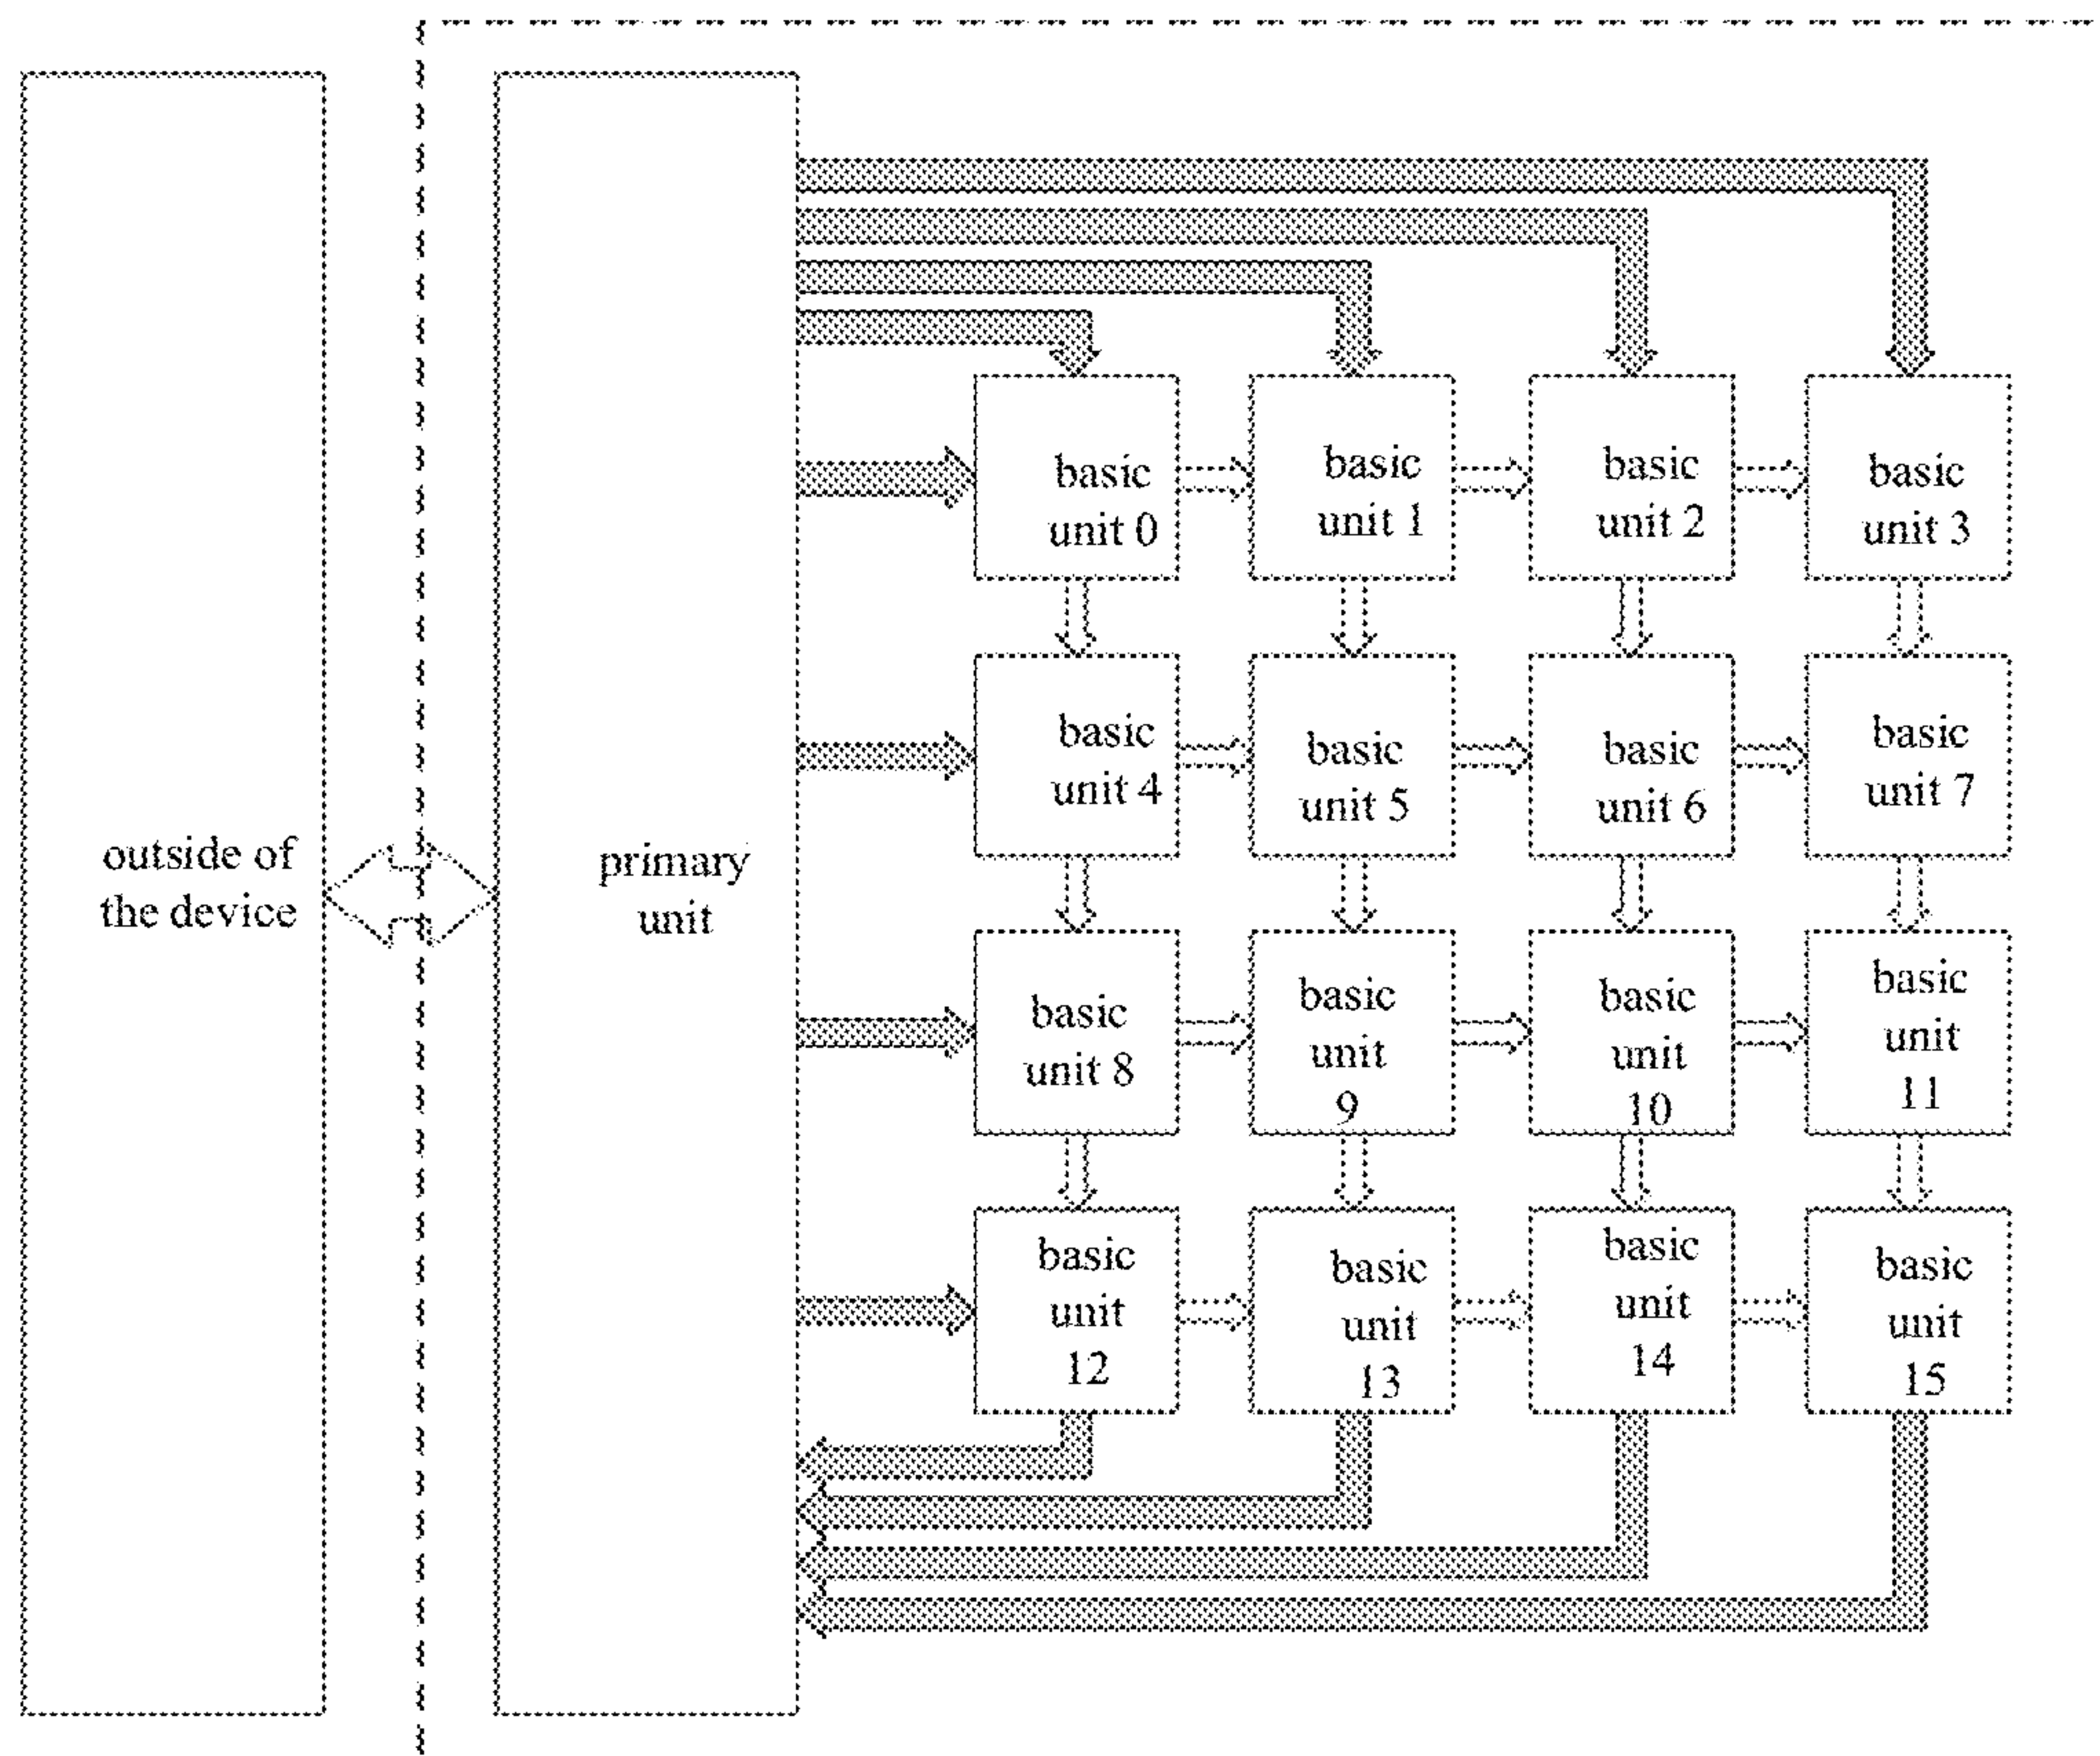 outside of
the device
primary
unit
basic
unit 0
basic
unit 1
basic
unit 2
basic
unit 3
basic
unit 4
basic
unit 5
basic
unit 6
basic
unit 7
basic
unit 8
basic
unit
9
basic
unit
10
basic
unit
11
basic
unit
12
basic
unit
13
basic
unit
14
basic
unit
15